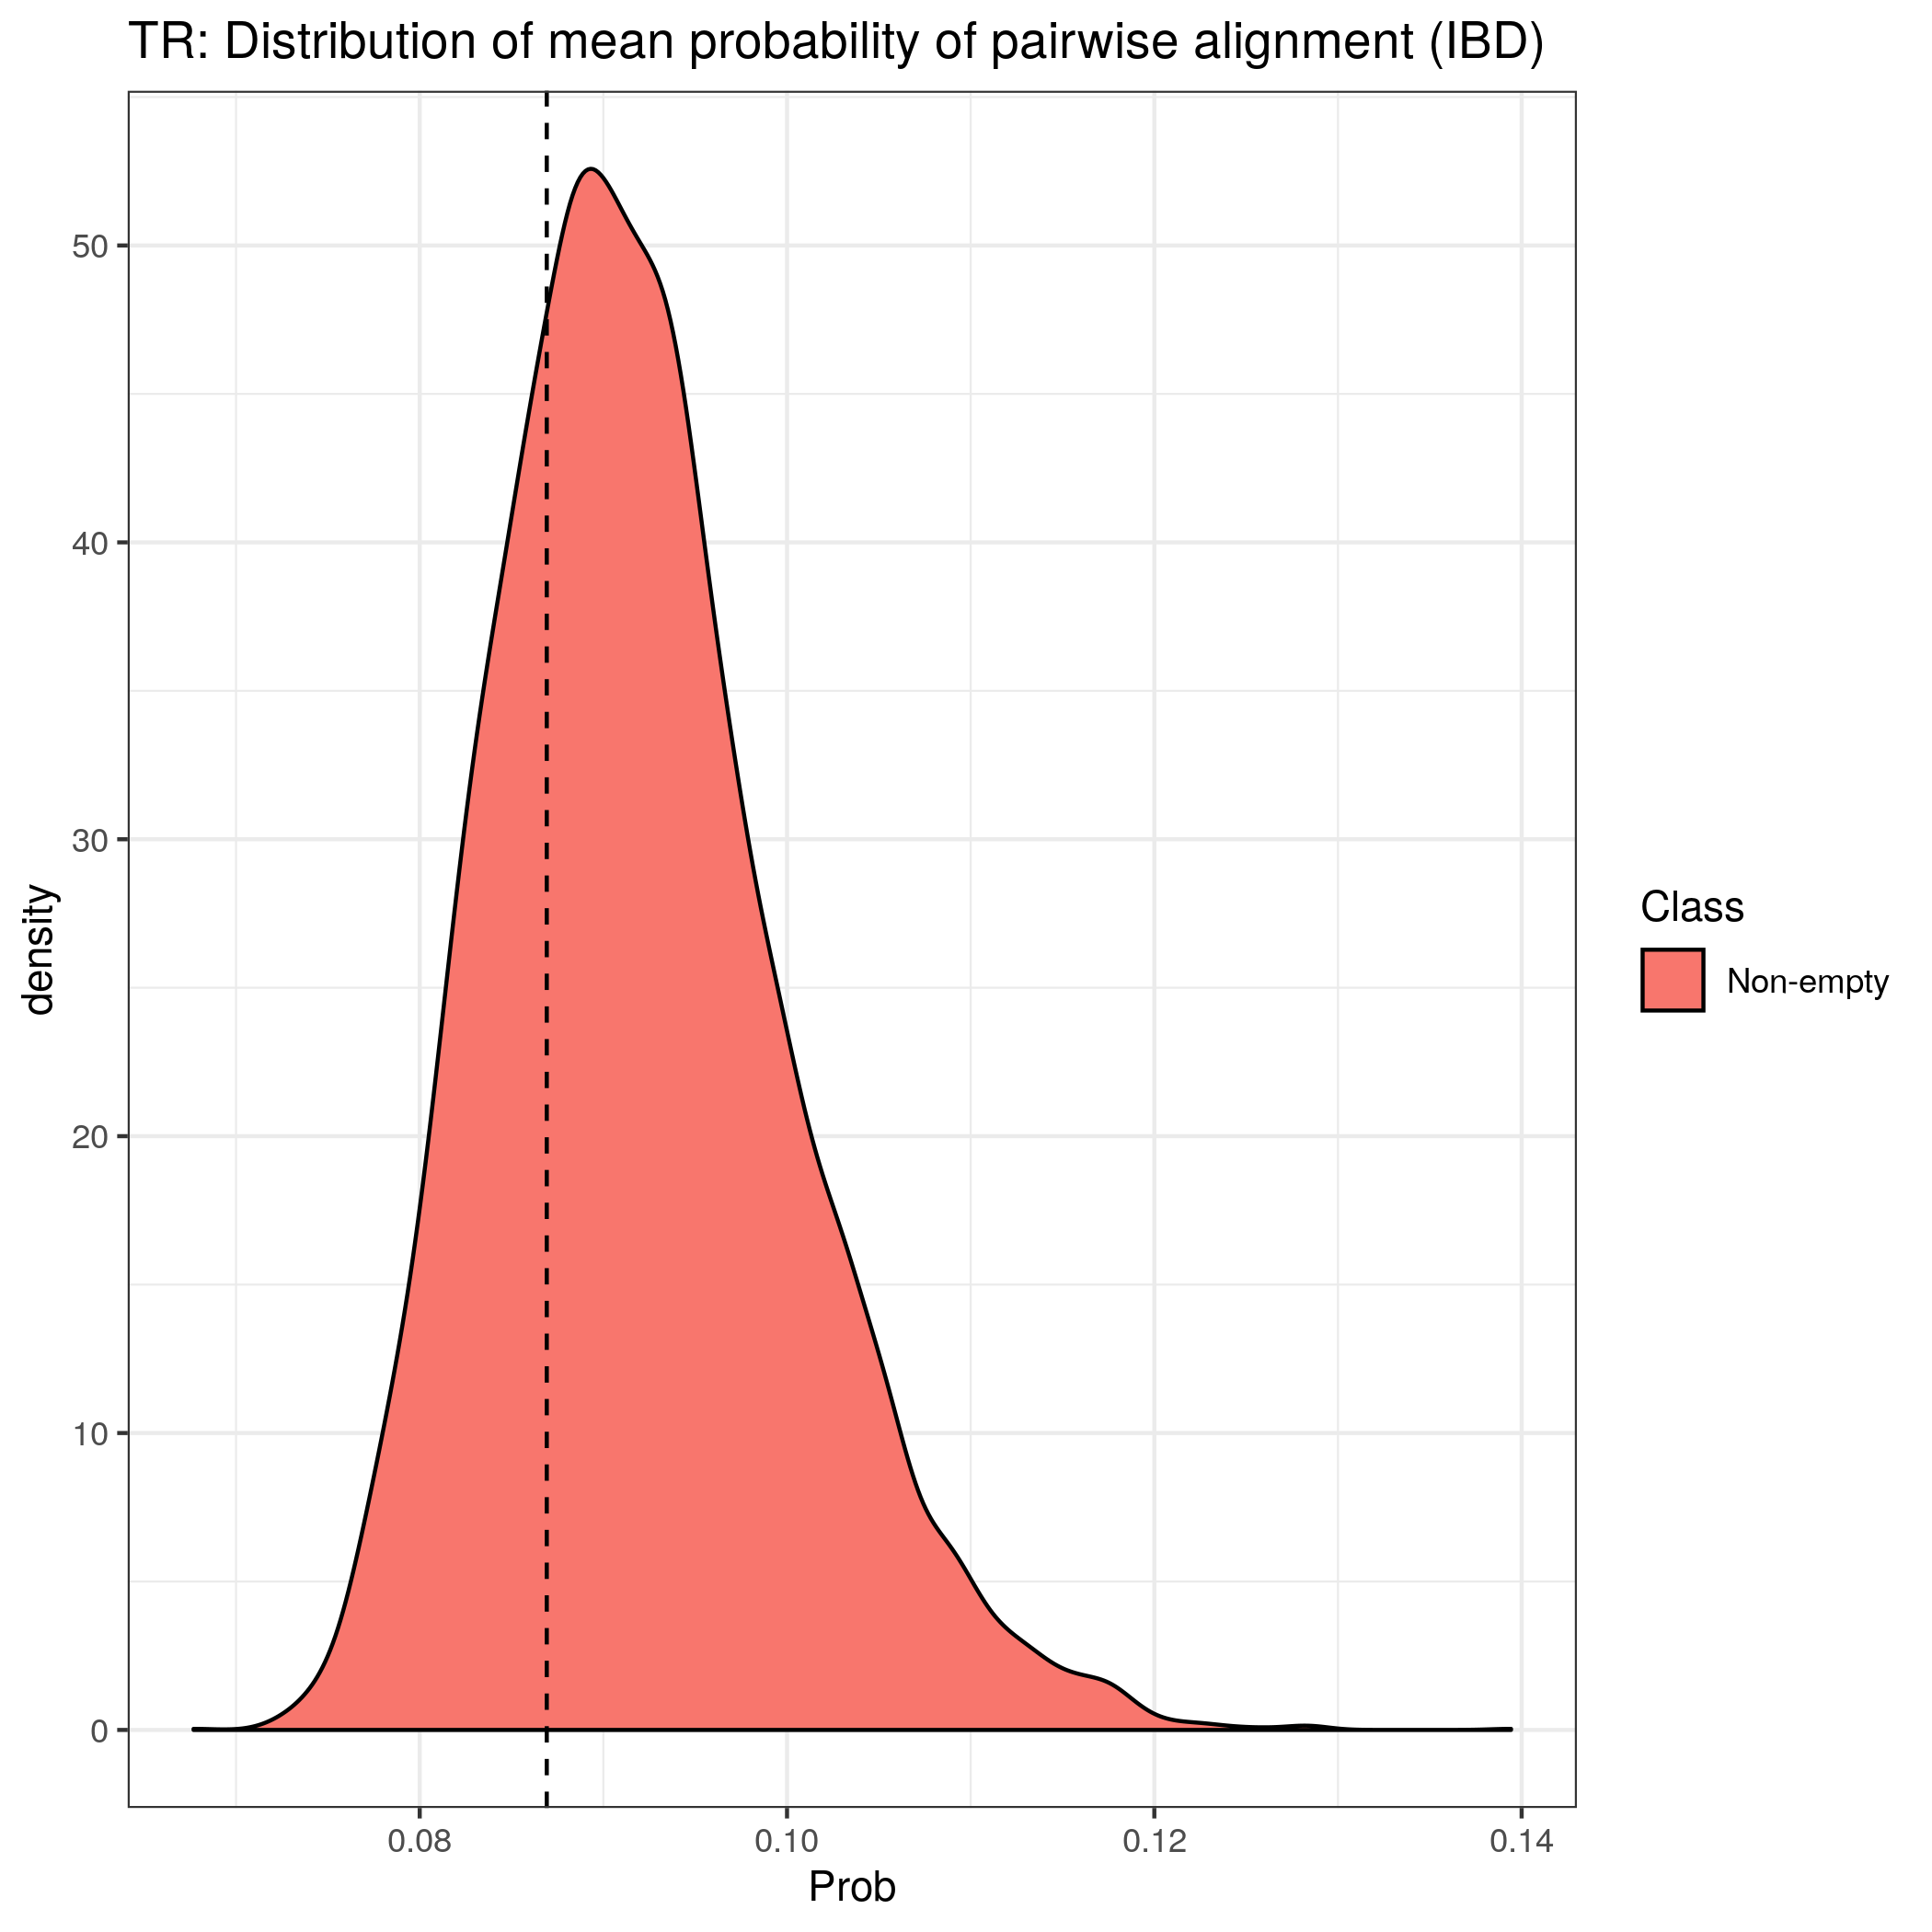 TR: Distribution of mean probability of pairwise alignment (IBD)
density
50
40
30
20
10
0
0.08 0.10 0.12 0.14
Prob
Class
Non-empty